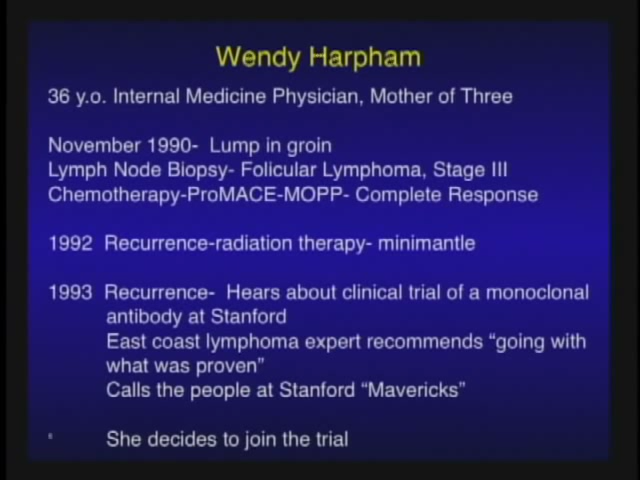 Wendy Harpham
36 y.o. Internal Medicine Physician, Mother of Three
November 1990- Lump in groin
Lymph Node Biopsy- Folicular Lymphoma, Stage III
Chemotherapy-ProMACE-MOPP- Complete Response
1992 Recurrence-radiation therapy- minimantle
1993 Recurrence- Hears about clinical trial of a monoclonal
antibody at Stanford
East coast lymphoma expert recommends “going with
what was proven”
Calls the people at Stanford “Mavericks”
She decides to join the trial